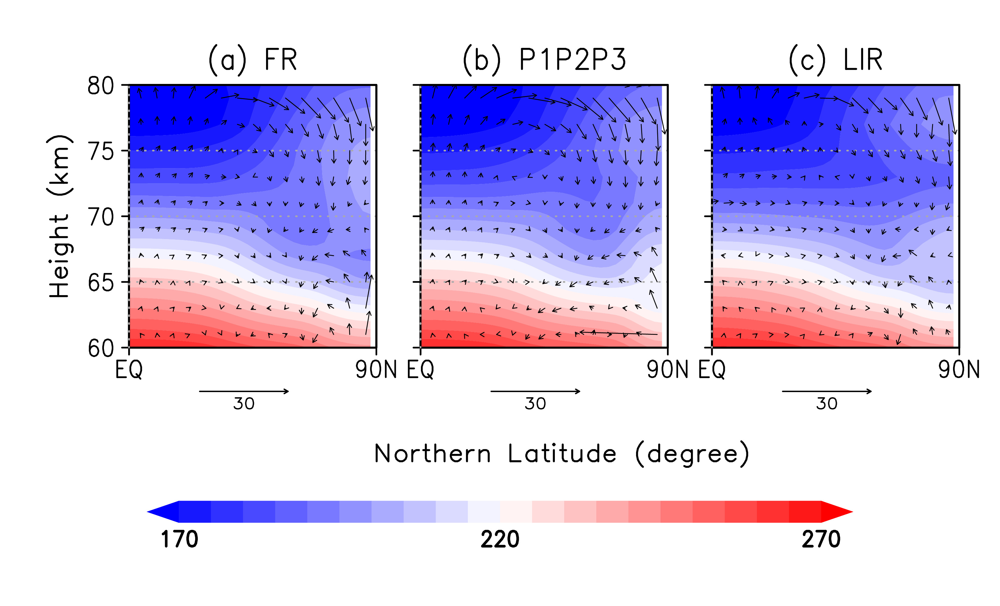 (a) FR
(b) P1P2P3
(c) LIR
Height (km)
80
75
70
65
60
EQ 90N EQ 90N EQ 90N
30 30 30
Northern Latitude (degree)
170 220 270